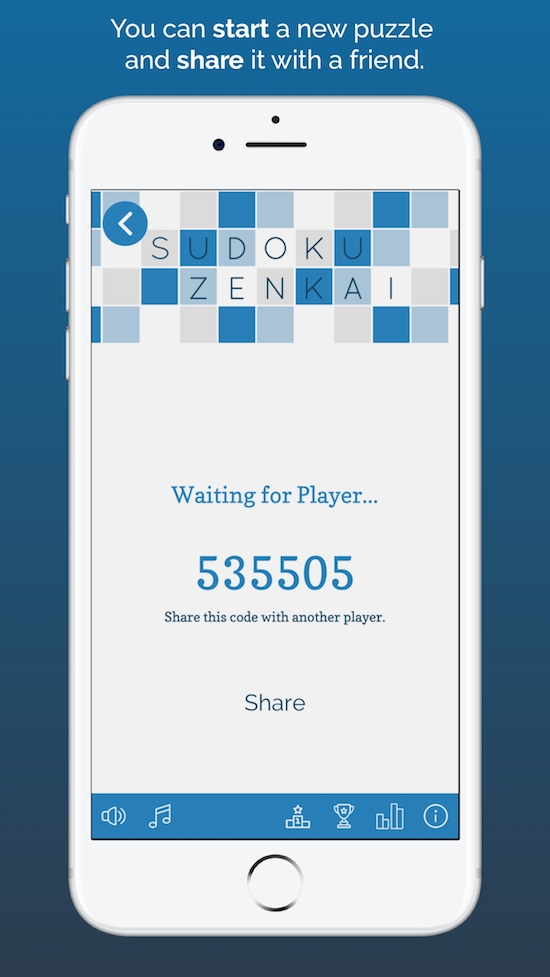 You can start a new puzzle
and share it with a friend.
SUDOKU
ZENKAI
Waiting for Player...
535505
Share this code with another player.
Share
1